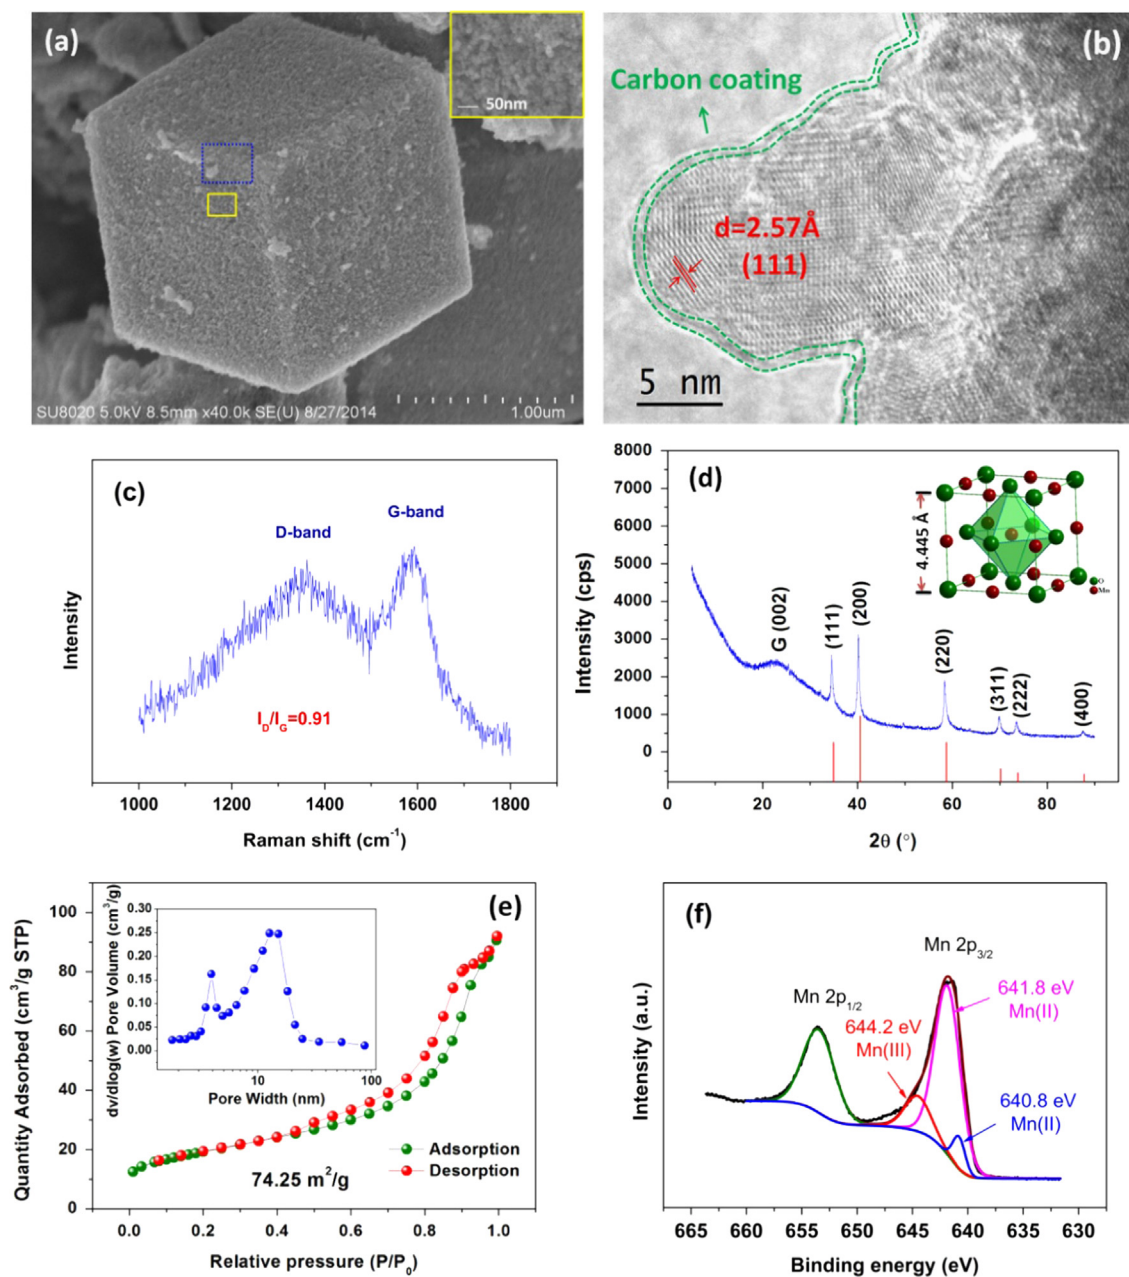 (a)
50nm
SU8020 5.0kV 8.5mm x40.0k SE(U) 8/27/2014
1.00um
(b)
Carbon coating
d=2.57Å
(111)
5 nm
(c)
D-band
G-band
I_D/I_G=0.91
Intensity
1000 1200 1400 1600 1800
Raman shift (cm⁻¹)
(d)
8000
7000
6000
5000
4000
3000
2000
1000
0
Intensity (cps)
4.445 Å
O
Mn
G (002)
(111)
(200)
(220)
(311)
(222)
(400)
0 20 40 60 80
2θ (°)
(e)
100
80
60
40
20
0
Quantity Adsorbed (cm³/g STP)
0.30
0.25
0.20
0.15
0.10
0.05
0.00
dv/dlog(w) Pore Volume (cm³/g)
10 100
Pore Width (nm)
Adsorption
Desorption
74.25 m²/g
0.0 0.2 0.4 0.6 0.8 1.0
Relative pressure (P/P₀)
(f)
Intensity (a.u.)
Mn 2p₃/₂
Mn 2p₁/₂
641.8 eV
Mn(II)
644.2 eV
Mn(III)
640.8 eV
Mn(II)
665 660 655 650 645 640 635 630
Binding energy (eV)